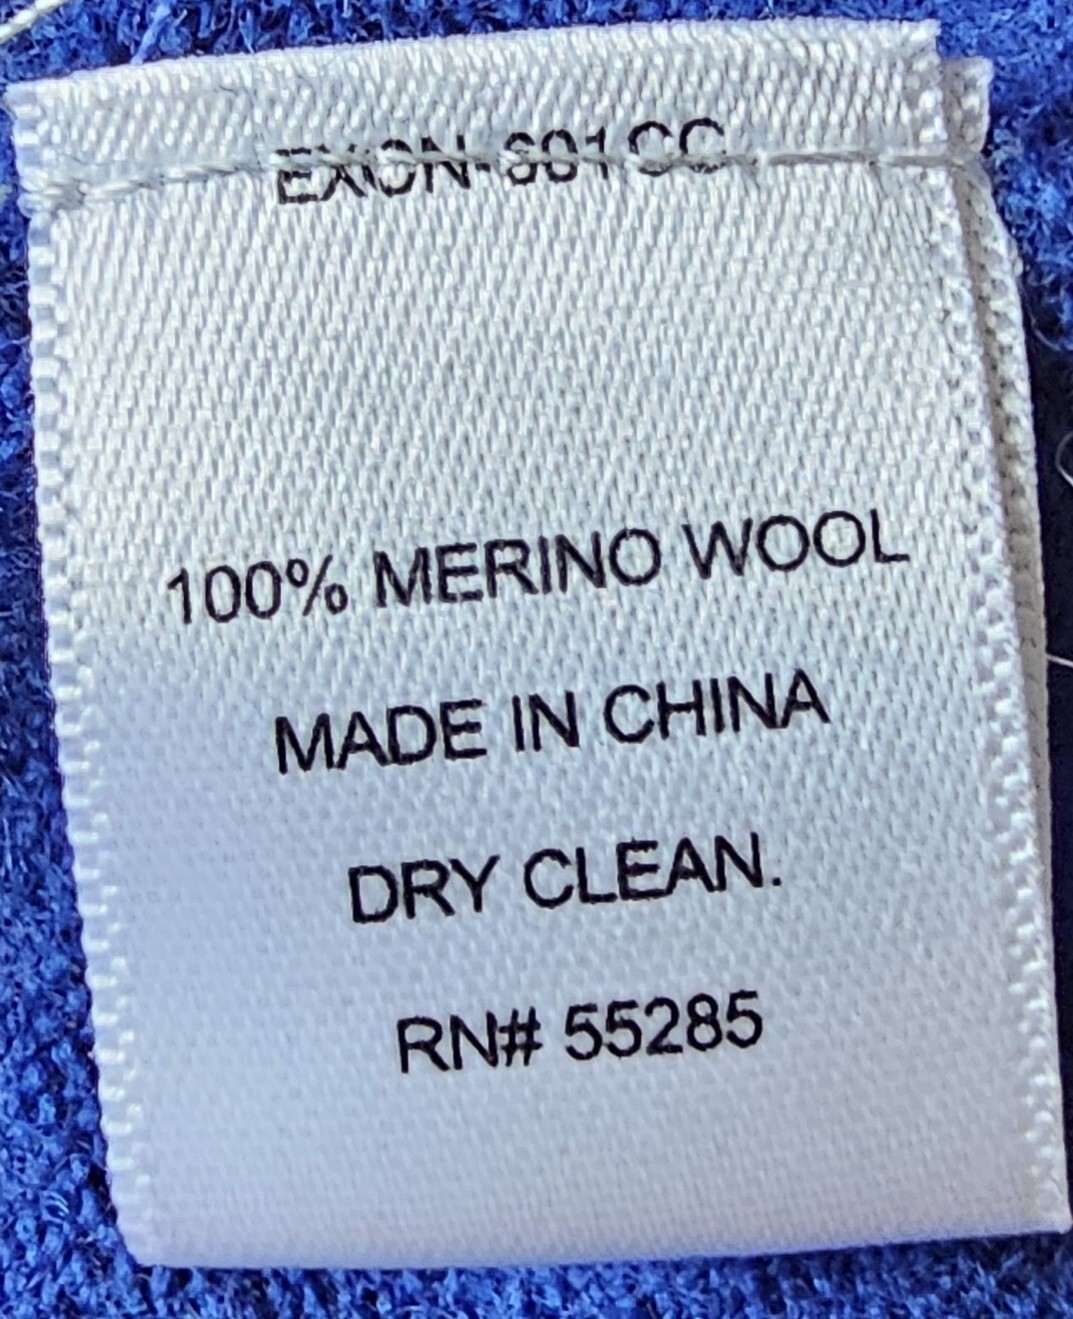 100% MERINO WOOL
MADE IN CHINA
DRY CLEAN.
RN# 55285